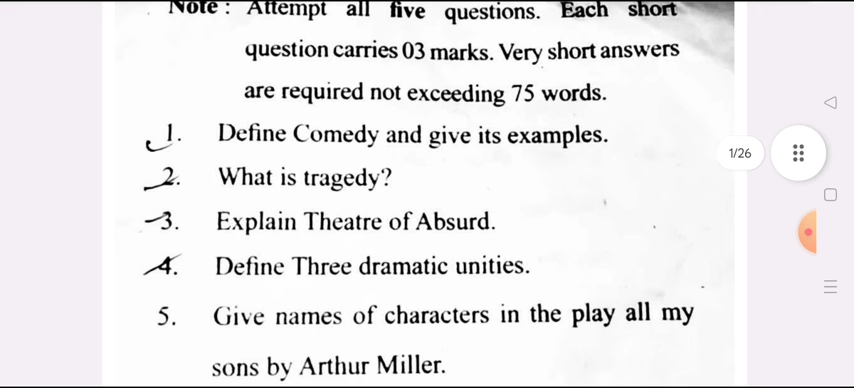 Note : Attempt all five questions. Each short
question carries 03 marks. Very short answers
are required not exceeding 75 words.
1. Define Comedy and give its examples.
1/26
2. What is tragedy?
3. Explain Theatre of Absurd.
4. Define Three dramatic unities.
5. Give names of characters in the play all my
sons by Arthur Miller.